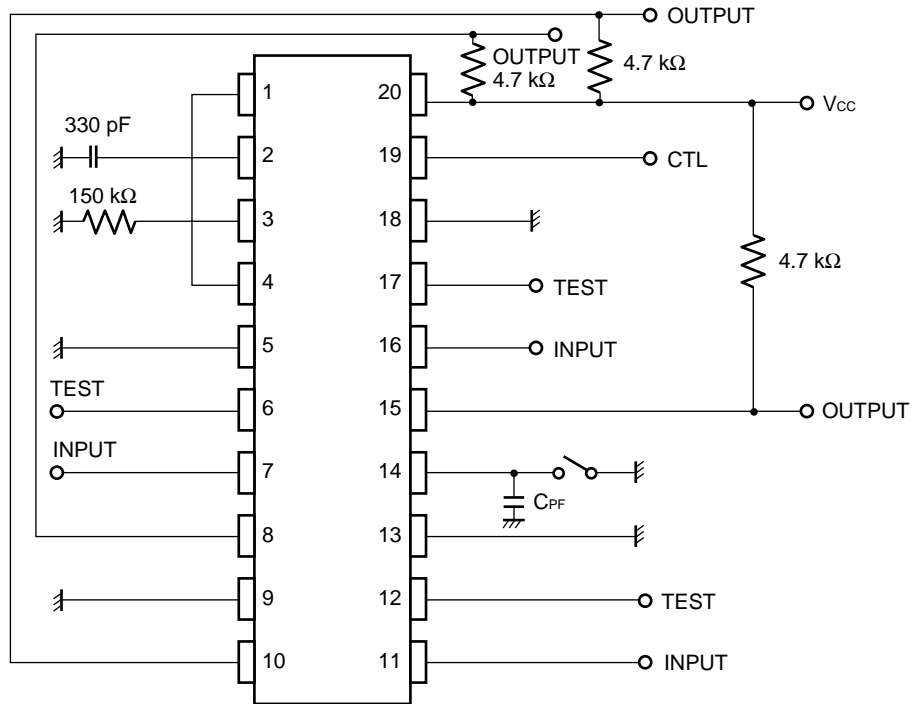 OUTPUT
OUTPUT
4.7 kΩ
4.7 kΩ
1
20
VCC
330 pF
2
19
CTL
150 kΩ
3
18
4
17
TEST
4.7 kΩ
5
16
INPUT
TEST
6
15
OUTPUT
INPUT
7
14
CPF
8
13
9
12
TEST
10
11
INPUT